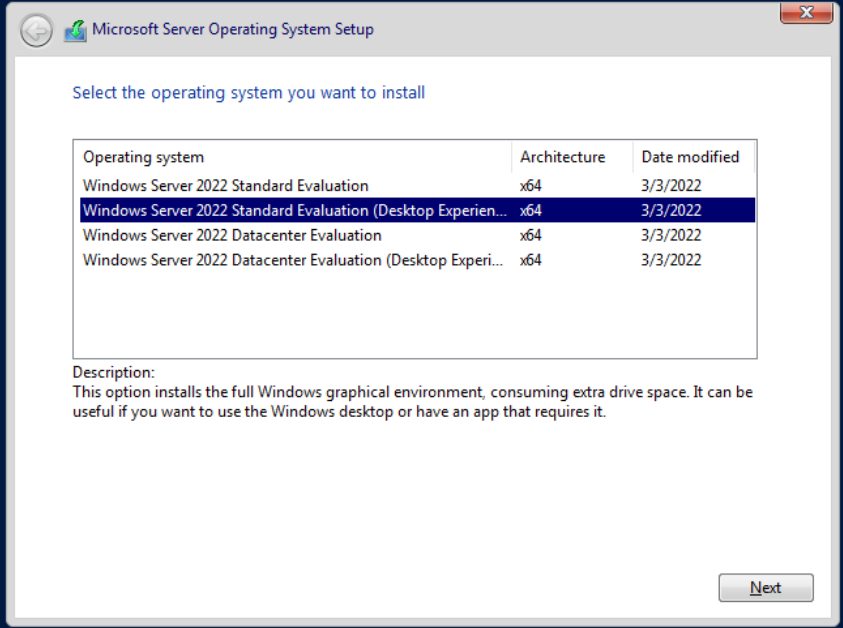 Microsoft Server Operating System Setup
Select the operating system you want to install
Operating system Architecture Date modified
Windows Server 2022 Standard Evaluation x64 3/3/2022
Windows Server 2022 Standard Evaluation (Desktop Experien... x64 3/3/2022
Windows Server 2022 Datacenter Evaluation x64 3/3/2022
Windows Server 2022 Datacenter Evaluation (Desktop Experi... x64 3/3/2022
Description:
This option installs the full Windows graphical environment, consuming extra drive space. It can be
useful if you want to use the Windows desktop or have an app that requires it.
Next